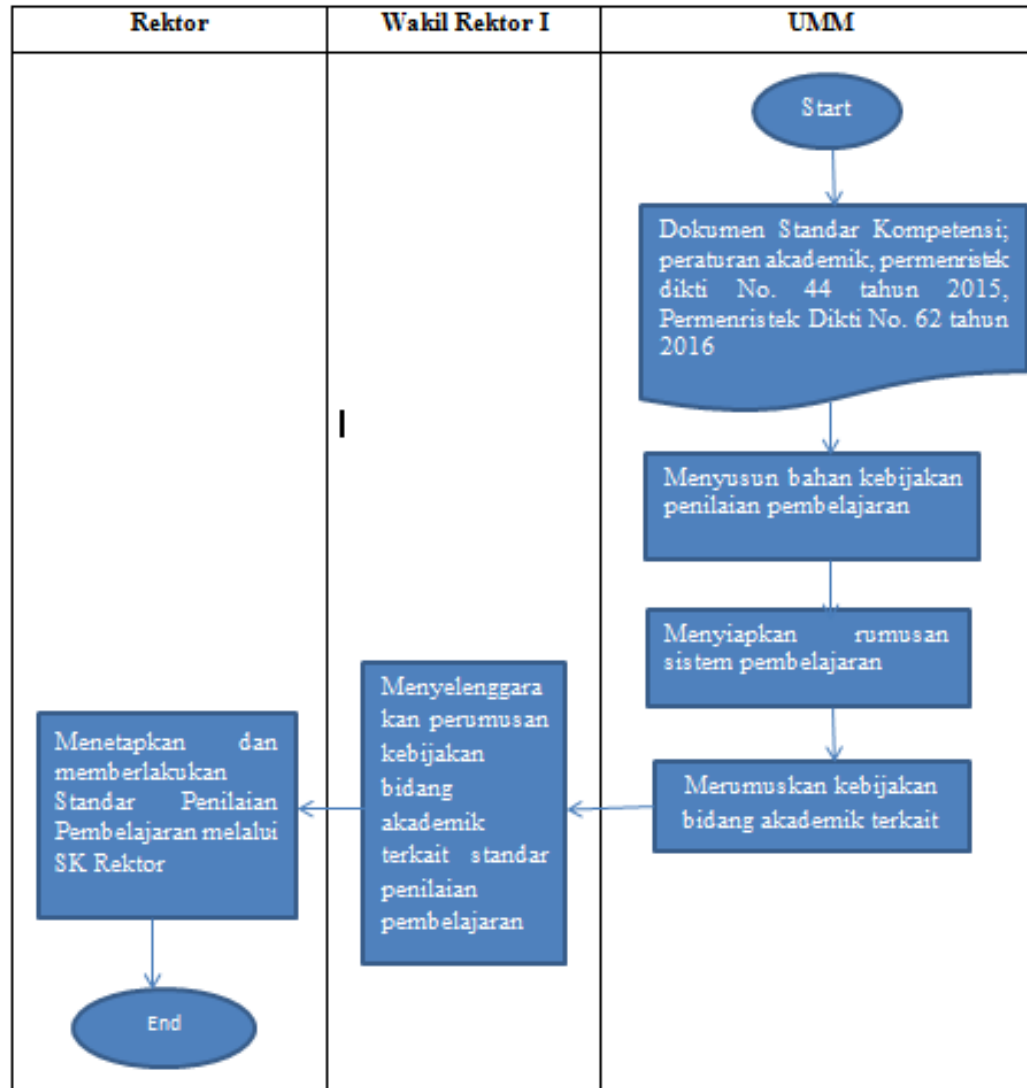 Rektor
Wakil Rektor I
UMM
Start
Dokumen Standar Kompetensi;
peraturan akademik, permenristek
dikti No. 44 tahun 2015,
Permenristek Dikti No. 62 tahun
2016
Menyusun bahan kebijakan
penilaian pembelajaran
Menyiapkan rumusan
sistem pembelajaran
Merumuskan kebijakan
bidang akademik terkait
Menyelenggara
kan perumusan
kebijakan
bidang
akademik
terkait standar
penilaian
pembelajaran
Menetapkan dan
memberlakukan
Standar Penilaian
Pembelajaran melalui
SK Rektor
End